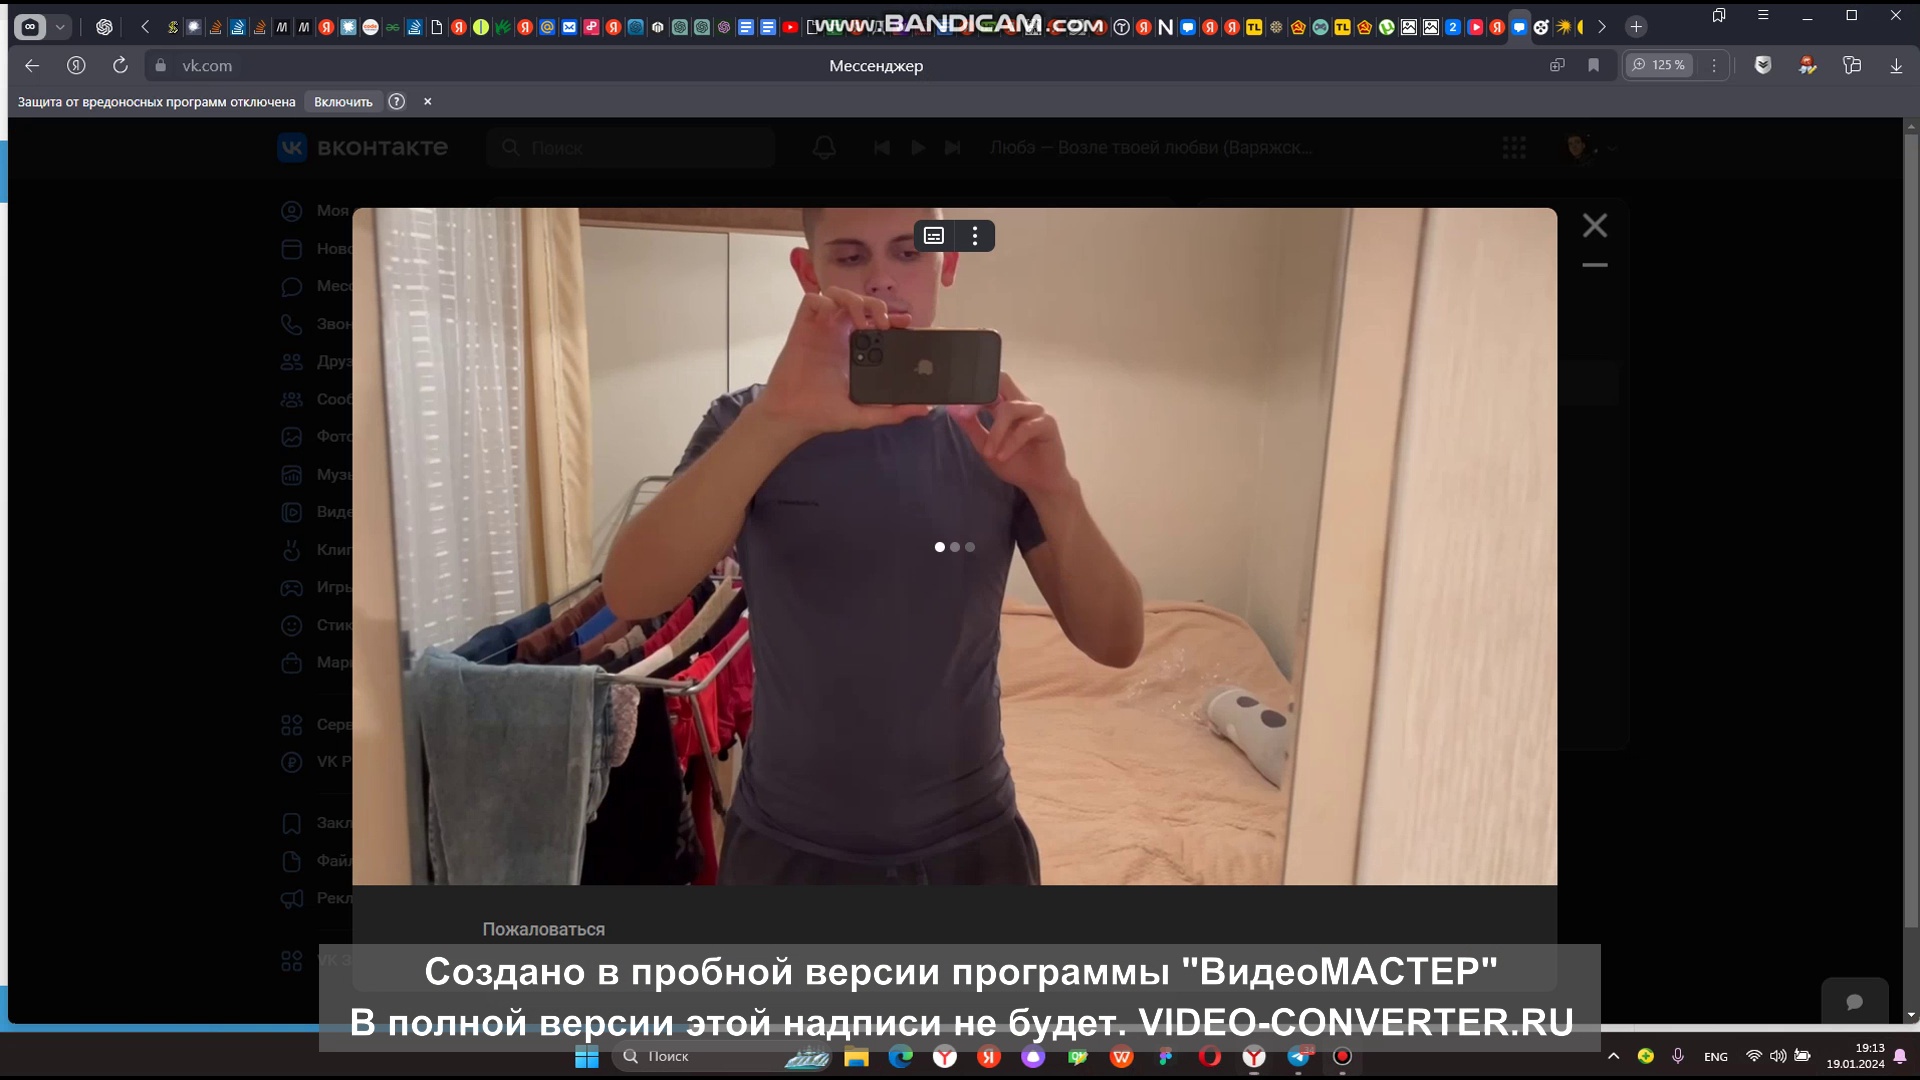 www.BANDICAM.com
vk.com
Мессенджер
125 %
Защита от вредоносных программ отключена
Включить
вконтакте
Поиск
Любэ — Возле твоей любви (Варяжск...
Моя
Ново
Месс
Звон
Друз
Сооб
Фото
Музы
Виде
Клип
Игры
Стик
Марк
Серв
VK P
Закл
Файл
Рекл
VK З
Пожаловаться
Создано в пробной версии программы "ВидеоМАСТЕР"
В полной версии этой надписи не будет. VIDEO-CONVERTER.RU
Поиск
ENG
19:13
19.01.2024